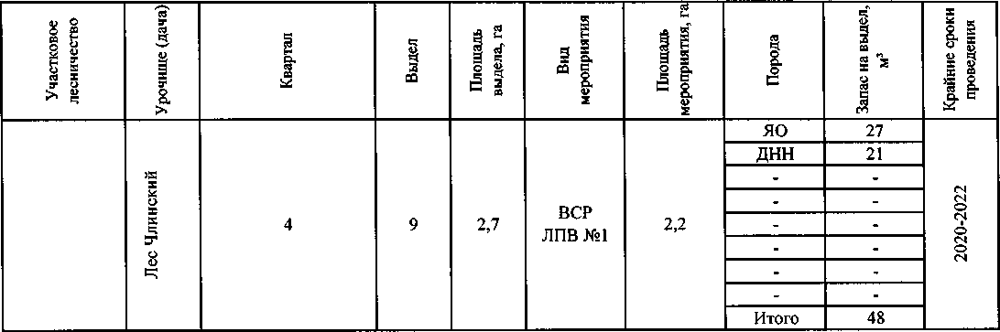 Участковое
лесничество
Урочище (дача)
Квартал
Выдел
Площадь
выдела, га
Вид
мероприятия
Площадь
мероприятия, га
Порода
Запас на выдел,
м³
Крайние сроки
проведения
Лес Члинский
4
9
2,7
ВСР
ЛПВ №1
2,2
ЯО 27
ДНН 21
- -
- -
- -
- -
- -
- -
Итого 48
2020-2022